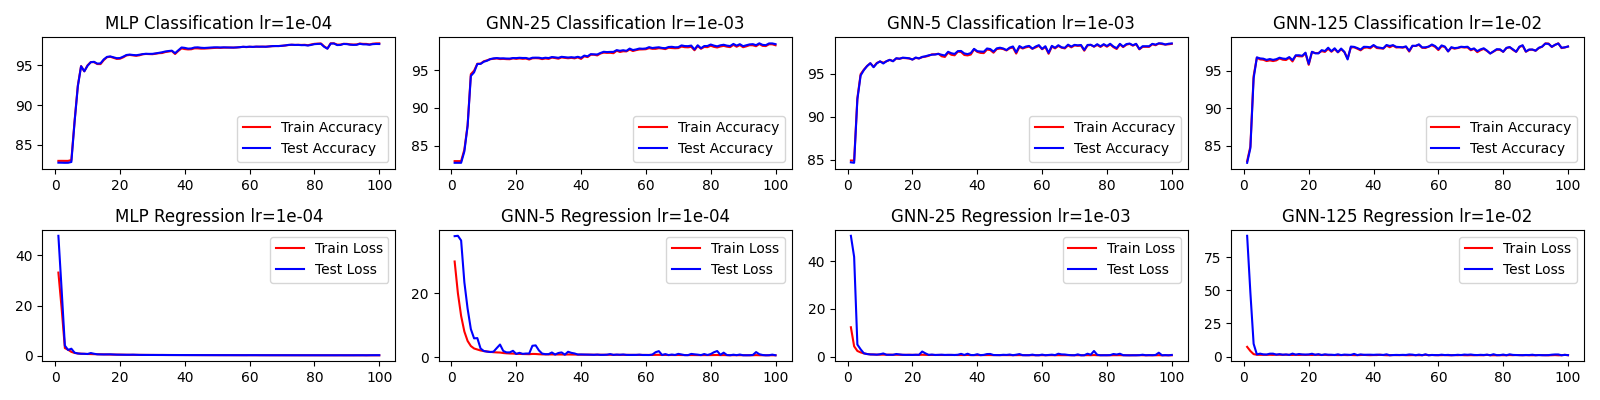 MLP Classification lr=1e-04
95
90
85
Train Accuracy
Test Accuracy
0 20 40 60 80 100
GNN-25 Classification lr=1e-03
95
90
85
Train Accuracy
Test Accuracy
0 20 40 60 80 100
GNN-5 Classification lr=1e-03
95
90
85
Train Accuracy
Test Accuracy
0 20 40 60 80 100
GNN-125 Classification lr=1e-02
95
90
85
Train Accuracy
Test Accuracy
0 20 40 60 80 100
MLP Regression lr=1e-04
40
20
0
Train Loss
Test Loss
0 20 40 60 80 100
GNN-5 Regression lr=1e-04
20
0
Train Loss
Test Loss
0 20 40 60 80 100
GNN-25 Regression lr=1e-03
40
20
0
Train Loss
Test Loss
0 20 40 60 80 100
GNN-125 Regression lr=1e-02
75
50
25
0
Train Loss
Test Loss
0 20 40 60 80 100